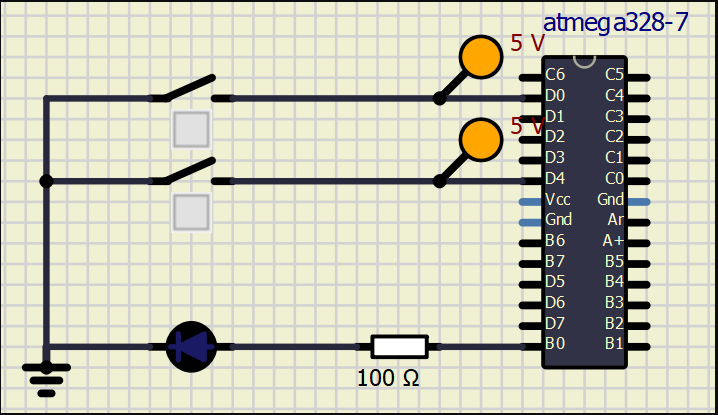 atmega328-7
5 V
5 V
C6 C5
D0 C4
D1 C3
D2 C2
D3 C1
D4 C0
Vcc Gnd
Gnd Ar
B6 A+
B7 B5
D5 B4
D6 B3
D7 B2
B0 B1
100 Ω